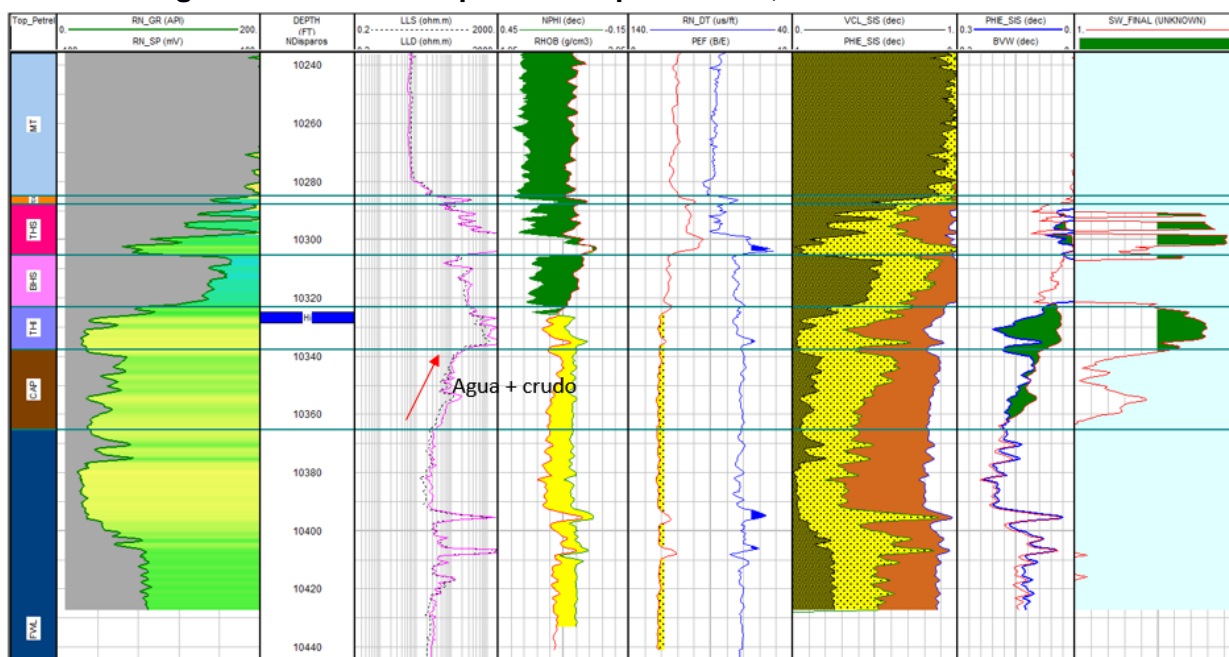 Top_Petrel
RN_GR (API)
0. 200.
RN_SP (mV)
DEPTH
(FT)
NDisparos
LLS (ohm.m)
0.2 2000.
LLD (ohm.m)
NPHI (dec)
-0.15
RHOB (g/cm3)
RN_DT (us/ft)
140. 40.
PEF (B/E)
VCL_SIS (dec)
0. 1.
PHIE_SIS (dec)
PHIE_SIS (dec)
0.3 0.
BVW (dec)
SW_FINAL (UNKNOWN)
1.
MT
THS
BHS
THI
CAP
FWL
10240
10260
10280
10300
10320
Hi
10340
10360
10380
10400
10420
10440
Agua + crudo